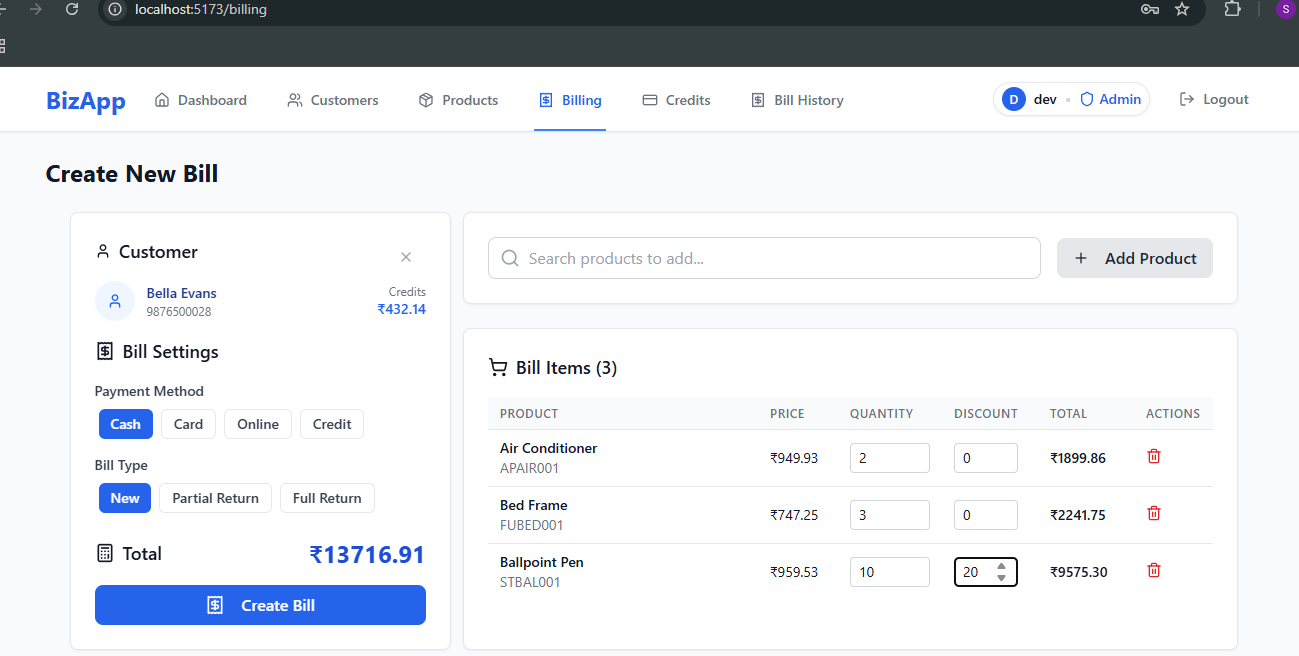 localhost:5173/billing
S
BizApp Dashboard Customers Products Billing Credits Bill History D dev Admin Logout
Create New Bill
Customer
Bella Evans
9876500028
Credits
₹432.14
Bill Settings
Payment Method
Cash Card Online Credit
Bill Type
New Partial Return Full Return
Total ₹13716.91
Create Bill
Search products to add...
Add Product
Bill Items (3)
PRODUCT PRICE QUANTITY DISCOUNT TOTAL ACTIONS
Air Conditioner
APAIR001
₹949.93 2 0 ₹1899.86
Bed Frame
FUBED001
₹747.25 3 0 ₹2241.75
Ballpoint Pen
STBAL001
₹959.53 10 20 ₹9575.30